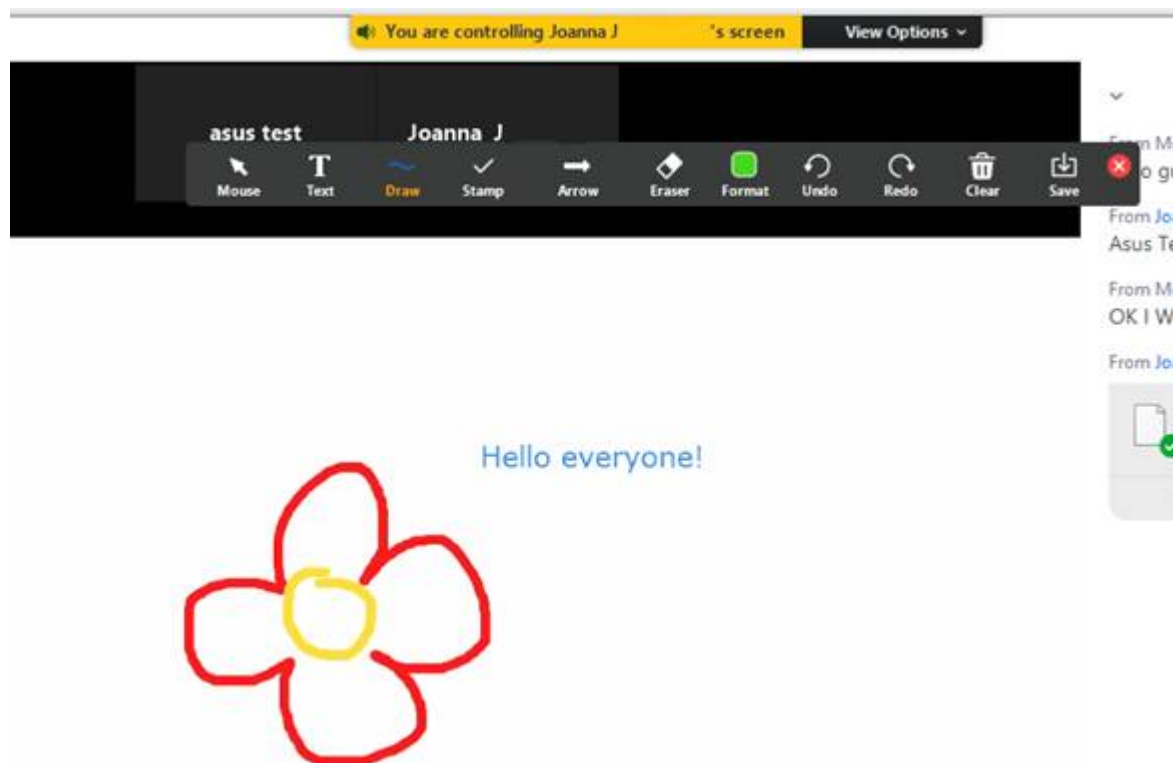 You are controlling Joanna J 's screen View Options
asus test Joanna J
Mouse Text Draw Stamp Arrow Eraser Format Undo Redo Clear Save
From
From
Asus
From
OK I
From
Hello everyone!